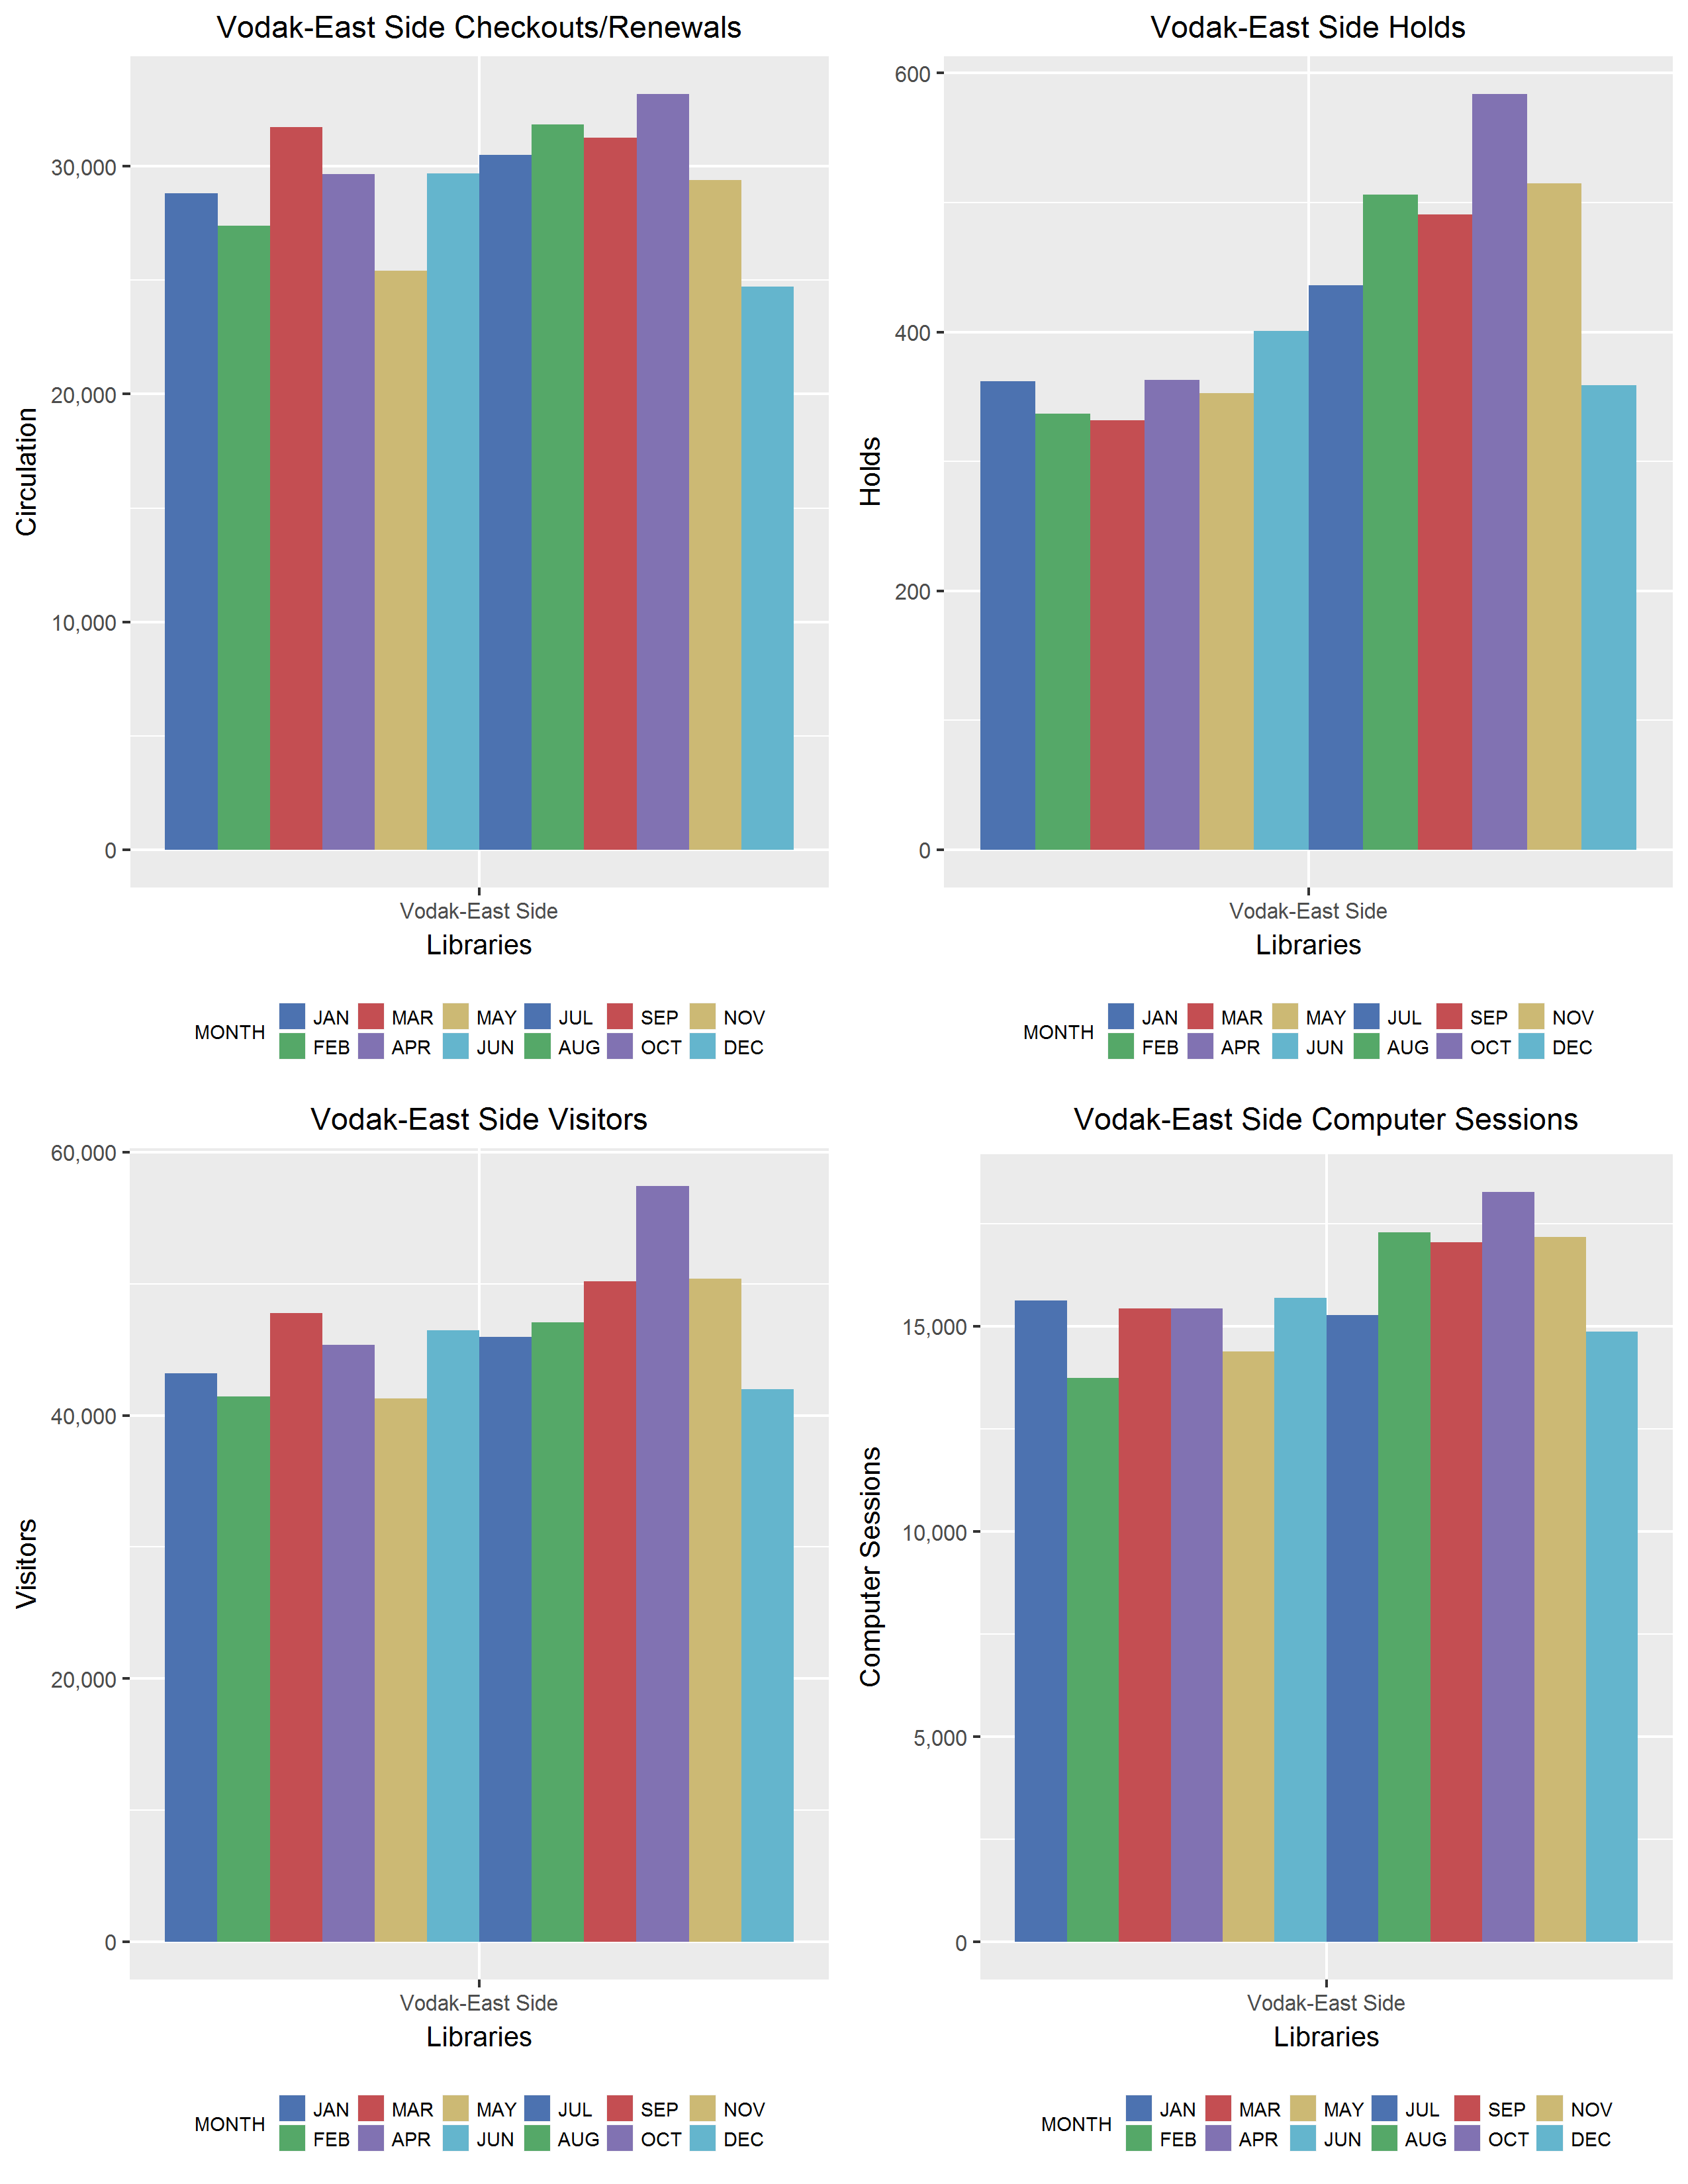 Vodak-East Side Checkouts/Renewals
Circulation
30,000
20,000
10,000
0
Vodak-East Side
Libraries
MONTH
JAN MAR MAY JUL SEP NOV
FEB APR JUN AUG OCT DEC
Vodak-East Side Holds
Holds
600
400
200
0
Vodak-East Side
Libraries
MONTH
JAN MAR MAY JUL SEP NOV
FEB APR JUN AUG OCT DEC
Vodak-East Side Visitors
Visitors
60,000
40,000
20,000
0
Vodak-East Side
Libraries
MONTH
JAN MAR MAY JUL SEP NOV
FEB APR JUN AUG OCT DEC
Vodak-East Side Computer Sessions
Computer Sessions
15,000
10,000
5,000
0
Vodak-East Side
Libraries
MONTH
JAN MAR MAY JUL SEP NOV
FEB APR JUN AUG OCT DEC